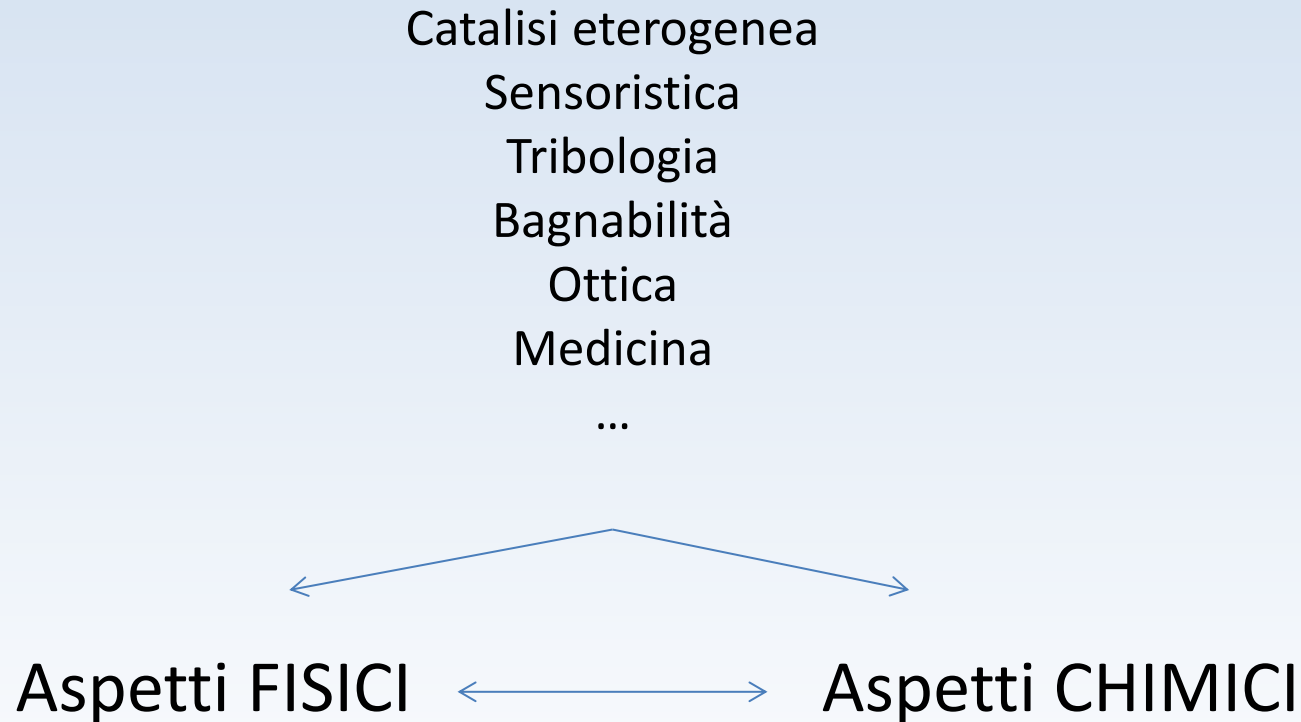 Catalisi eterogenea
Sensoristica
Tribologia
Bagnabilità
Ottica
Medicina
...
Aspetti FISICI
Aspetti CHIMICI